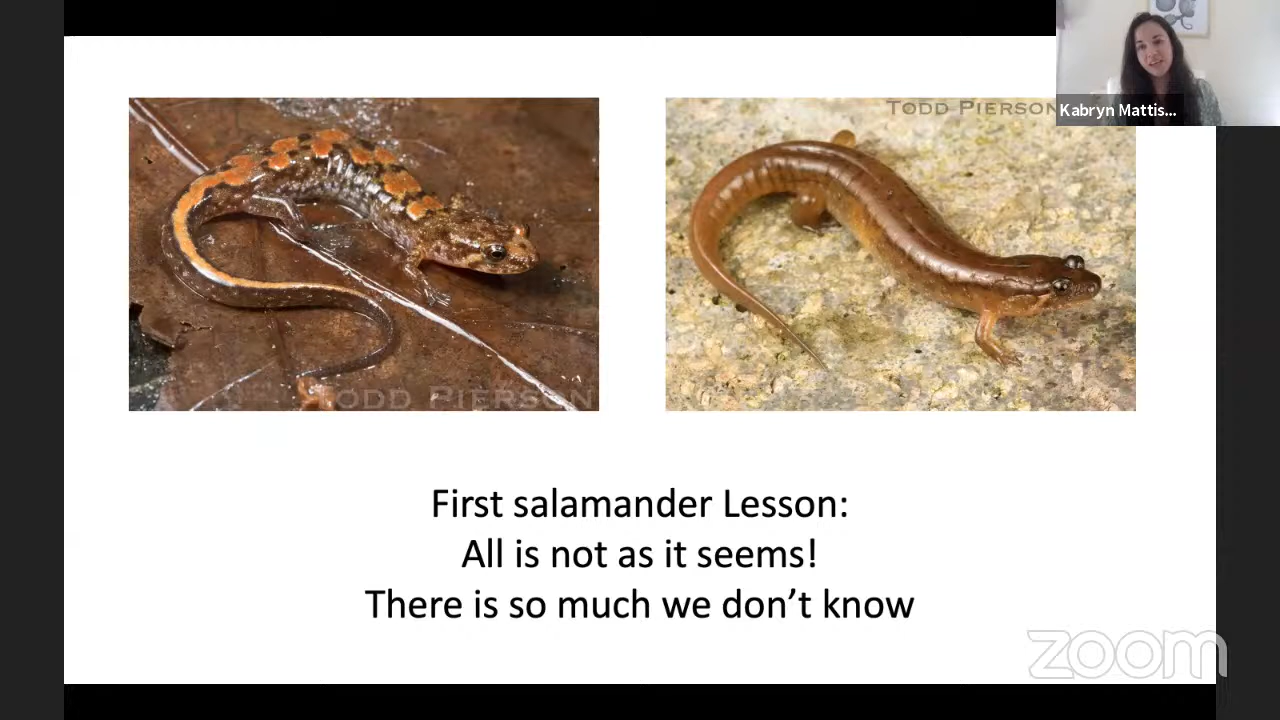 TODD PIERSON
Kabryn Mattis...
TODD PIERSON
First salamander Lesson:
All is not as it seems!
There is so much we don’t know
zoom